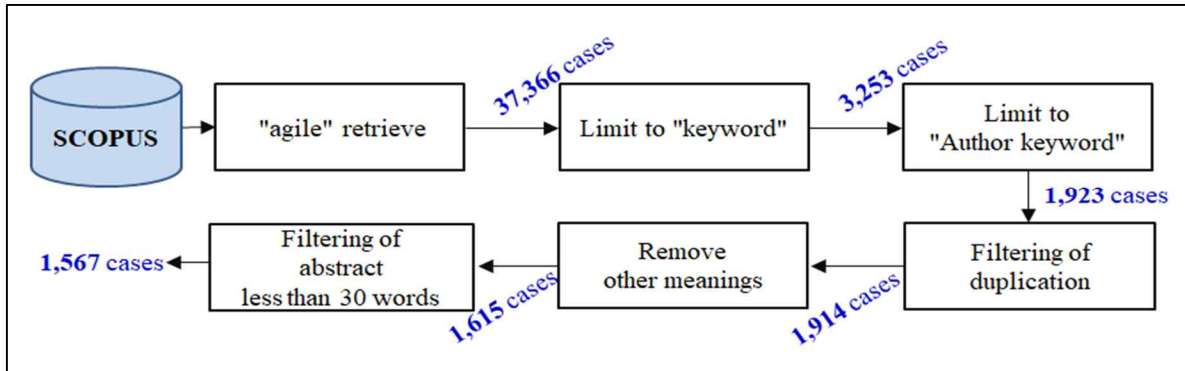 SCOPUS
"agile" retrieve
37,366 cases
Limit to "keyword"
3,253 cases
Limit to
"Author keyword"
1,923 cases
Filtering of
duplication
1,914 cases
Remove
other meanings
1,615 cases
Filtering of
abstract
less than 30 words
1,567 cases